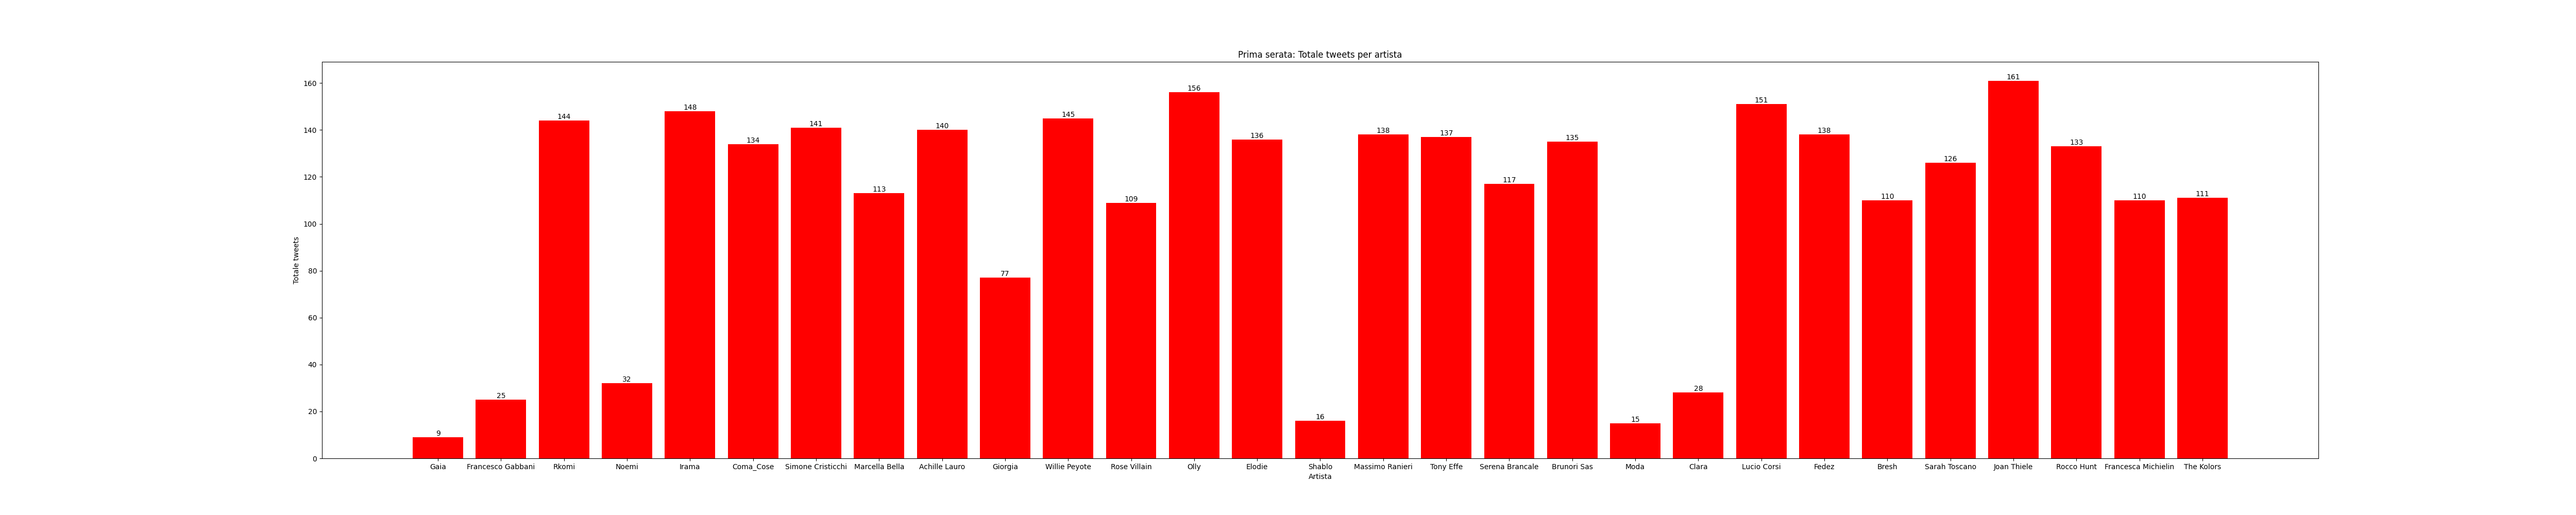 Prima serata: Totale tweets per artista
Totale tweets
160
140
120
100
80
60
40
20
0
9
25
144
32
148
134
141
113
140
77
145
109
156
136
16
138
137
117
135
15
28
151
138
110
126
161
133
110
111
Gaia
Francesco Gabbani
Rkomi
Noemi
Irama
Coma_Cose
Simone Cristicchi
Marcella Bella
Achille Lauro
Giorgia
Willie Peyote
Rose Villain
Olly
Elodie
Shablo
Massimo Ranieri
Tony Effe
Serena Brancale
Brunori Sas
Moda
Clara
Lucio Corsi
Fedez
Bresh
Sarah Toscano
Joan Thiele
Rocco Hunt
Francesca Michielin
The Kolors
Artista